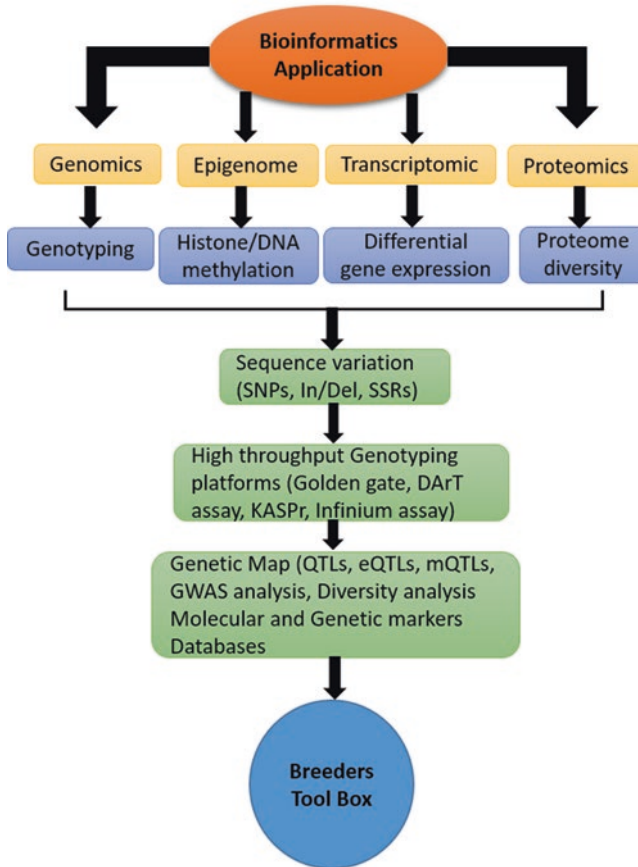 Bioinformatics
Application
Genomics
Epigenome
Transcriptomic
Proteomics
Genotyping
Histone/DNA
methylation
Differential
gene expression
Proteome
diversity
Sequence variation
(SNPs, In/Del, SSRs)
High throughput Genotyping
platforms (Golden gate, DArT
assay, KASPr, Infinium assay)
Genetic Map (QTLs, eQTLs, mQTLs,
GWAS analysis, Diversity analysis
Molecular and Genetic markers
Databases
Breeders
Tool Box